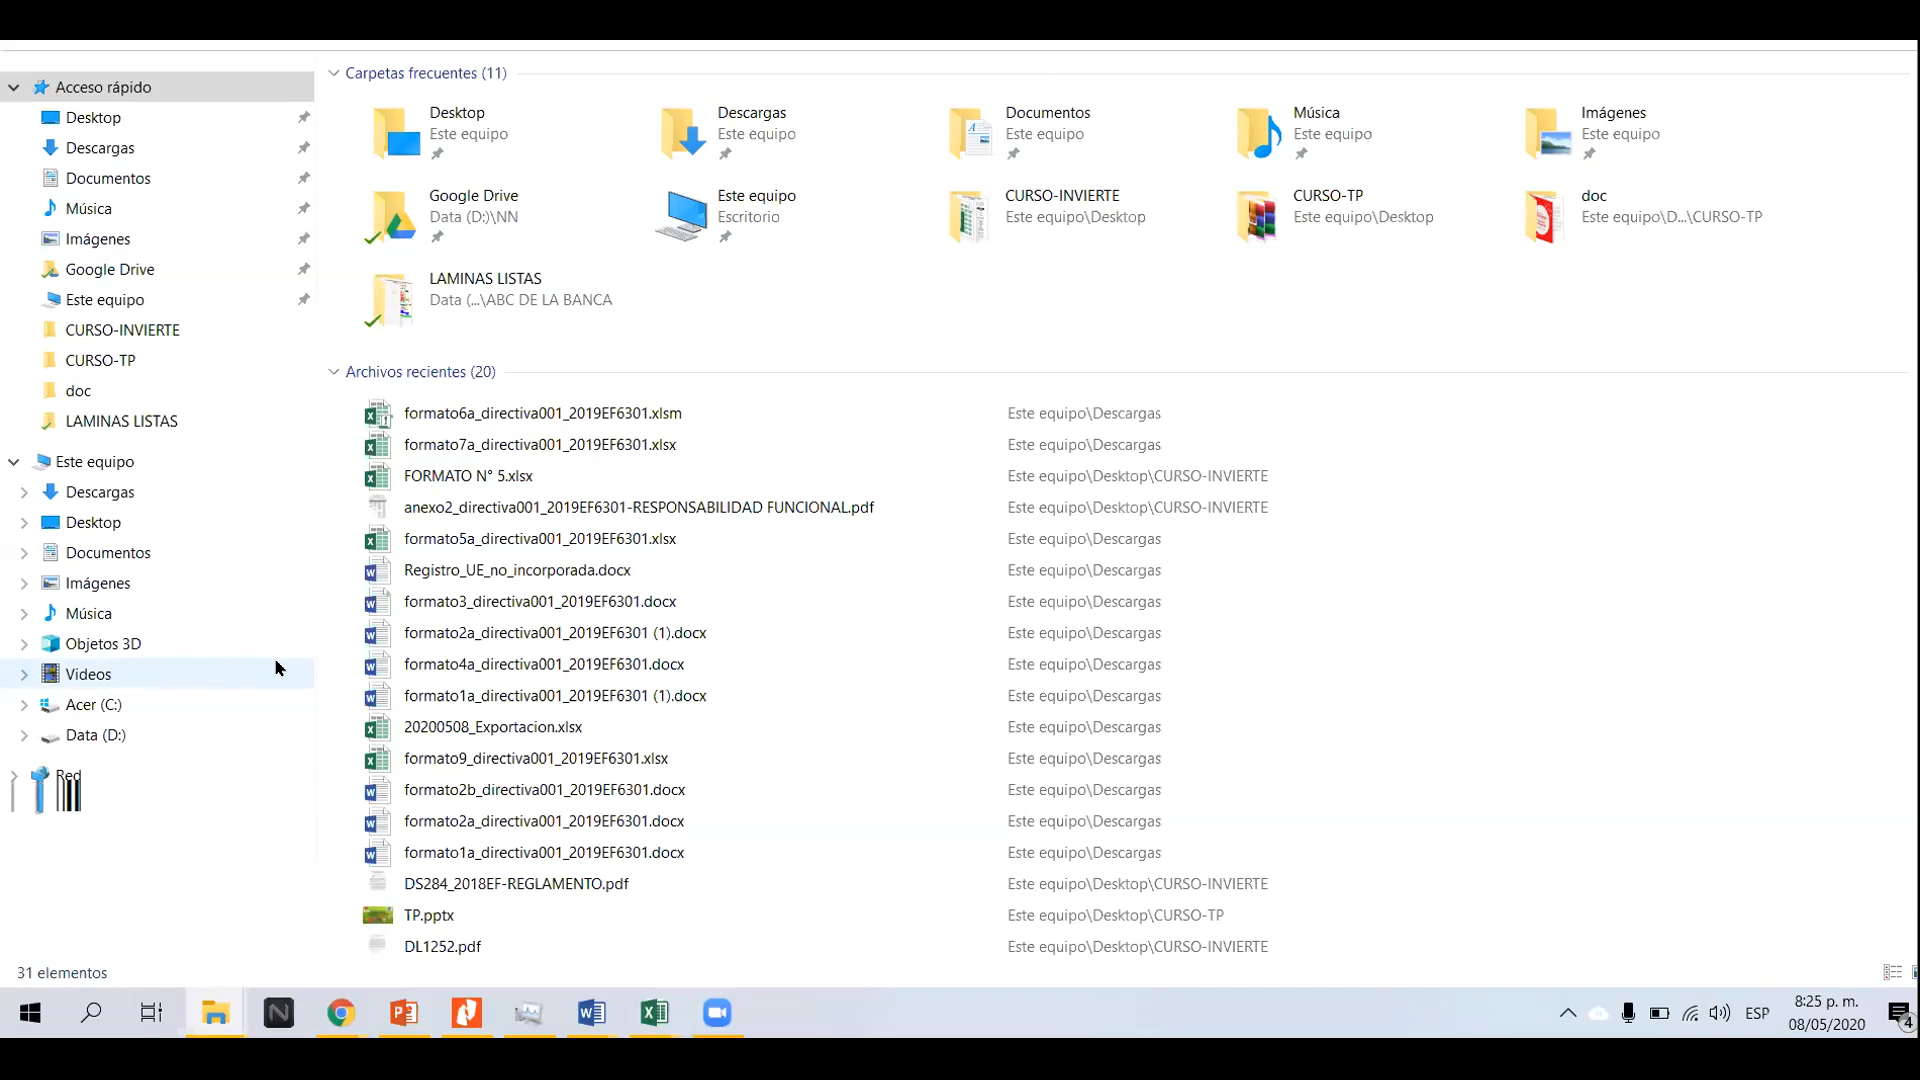 Acceso rápido
Desktop
Descargas
Documentos
Música
Imágenes
Google Drive
Este equipo
CURSO-INVIERTE
CURSO-TP
doc
LAMINAS LISTAS
Este equipo
Descargas
Desktop
Documentos
Imágenes
Música
Objetos 3D
Videos
Acer (C:)
Data (D:)
Red
Carpetas frecuentes (11)
Desktop
Este equipo
Descargas
Este equipo
Documentos
Este equipo
Música
Este equipo
Imágenes
Este equipo
Google Drive
Data (D:)\NN
Este equipo
Escritorio
CURSO-INVIERTE
Este equipo\Desktop
CURSO-TP
Este equipo\Desktop
doc
Este equipo\D...\CURSO-TP
LAMINAS LISTAS
Data (...\ABC DE LA BANCA
Archivos recientes (20)
formato6a_directiva001_2019EF6301.xlsm Este equipo\Descargas
formato7a_directiva001_2019EF6301.xlsx Este equipo\Descargas
FORMATO N° 5.xlsx Este equipo\Desktop\CURSO-INVIERTE
anexo2_directiva001_2019EF6301-RESPONSABILIDAD FUNCIONAL.pdf Este equipo\Desktop\CURSO-INVIERTE
formato5a_directiva001_2019EF6301.xlsx Este equipo\Descargas
Registro_UE_no_incorporada.docx Este equipo\Descargas
formato3_directiva001_2019EF6301.docx Este equipo\Descargas
formato2a_directiva001_2019EF6301 (1).docx Este equipo\Descargas
formato4a_directiva001_2019EF6301.docx Este equipo\Descargas
formato1a_directiva001_2019EF6301 (1).docx Este equipo\Descargas
20200508_Exportacion.xlsx Este equipo\Descargas
formato9_directiva001_2019EF6301.xlsx Este equipo\Descargas
formato2b_directiva001_2019EF6301.docx Este equipo\Descargas
formato2a_directiva001_2019EF6301.docx Este equipo\Descargas
formato1a_directiva001_2019EF6301.docx Este equipo\Descargas
DS284_2018EF-REGLAMENTO.pdf Este equipo\Desktop\CURSO-INVIERTE
TP.pptx Este equipo\Desktop\CURSO-TP
DL1252.pdf Este equipo\Desktop\CURSO-INVIERTE
31 elementos
ESP
8:25 p. m.
08/05/2020
4